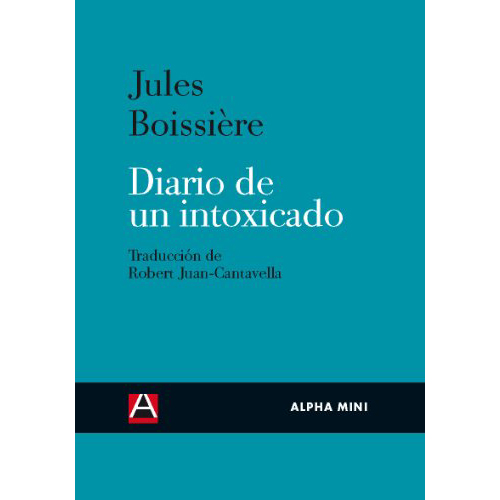 Jules
Boissière
Diario de
un intoxicado
Traducción de
Robert Juan-Cantavella
A
ALPHA MINI